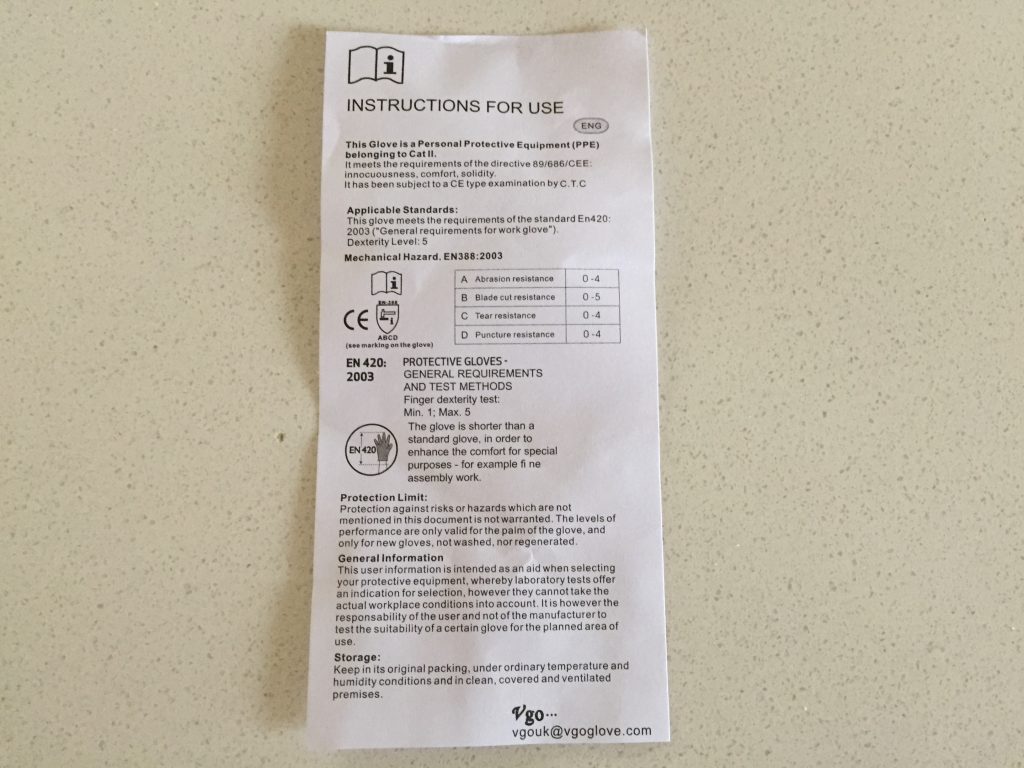 i
INSTRUCTIONS FOR USE
ENG
This Glove is a Personal Protective Equipment (PPE)
belonging to Cat II.
It meets the requirements of the directive 89/686/CEE:
innocuousness, comfort, solidity.
It has been subject to a CE type examination by C.T.C
Applicable Standards:
This glove meets the requirements of the standard En420:
2003 ("General requirements for work glove").
Dexterity Level: 5
Mechanical Hazard. EN388:2003
i
CE
EN-388
i
ABCD
(see marking on the glove)
A Abrasion resistance 0 -4
B Blade cut resistance 0 -5
C Tear resistance 0 -4
D Puncture resistance 0 -4
EN 420:
2003
PROTECTIVE GLOVES -
GENERAL REQUIREMENTS
AND TEST METHODS
Finger dexterity test:
Min. 1; Max. 5
EN 420
The glove is shorter than a
standard glove, in order to
enhance the comfort for special
purposes - for example fi ne
assembly work.
Protection Limit:
Protection against risks or hazards which are not
mentioned in this document is not warranted. The levels of
performance are only valid for the palm of the glove, and
only for new gloves, not washed, nor regenerated.
General Information
This user information is intended as an aid when selecting
your protective equipment, whereby laboratory tests offer
an indication for selection, however they cannot take the
actual workplace conditions into account. It is however the
responsability of the user and not of the manufacturer to
test the suitability of a certain glove for the planned area of
use.
Storage:
Keep in its original packing, under ordinary temperature and
humidity conditions and in clean, covered and ventilated
premises.
Vgo...
vgouk@vgoglove.com